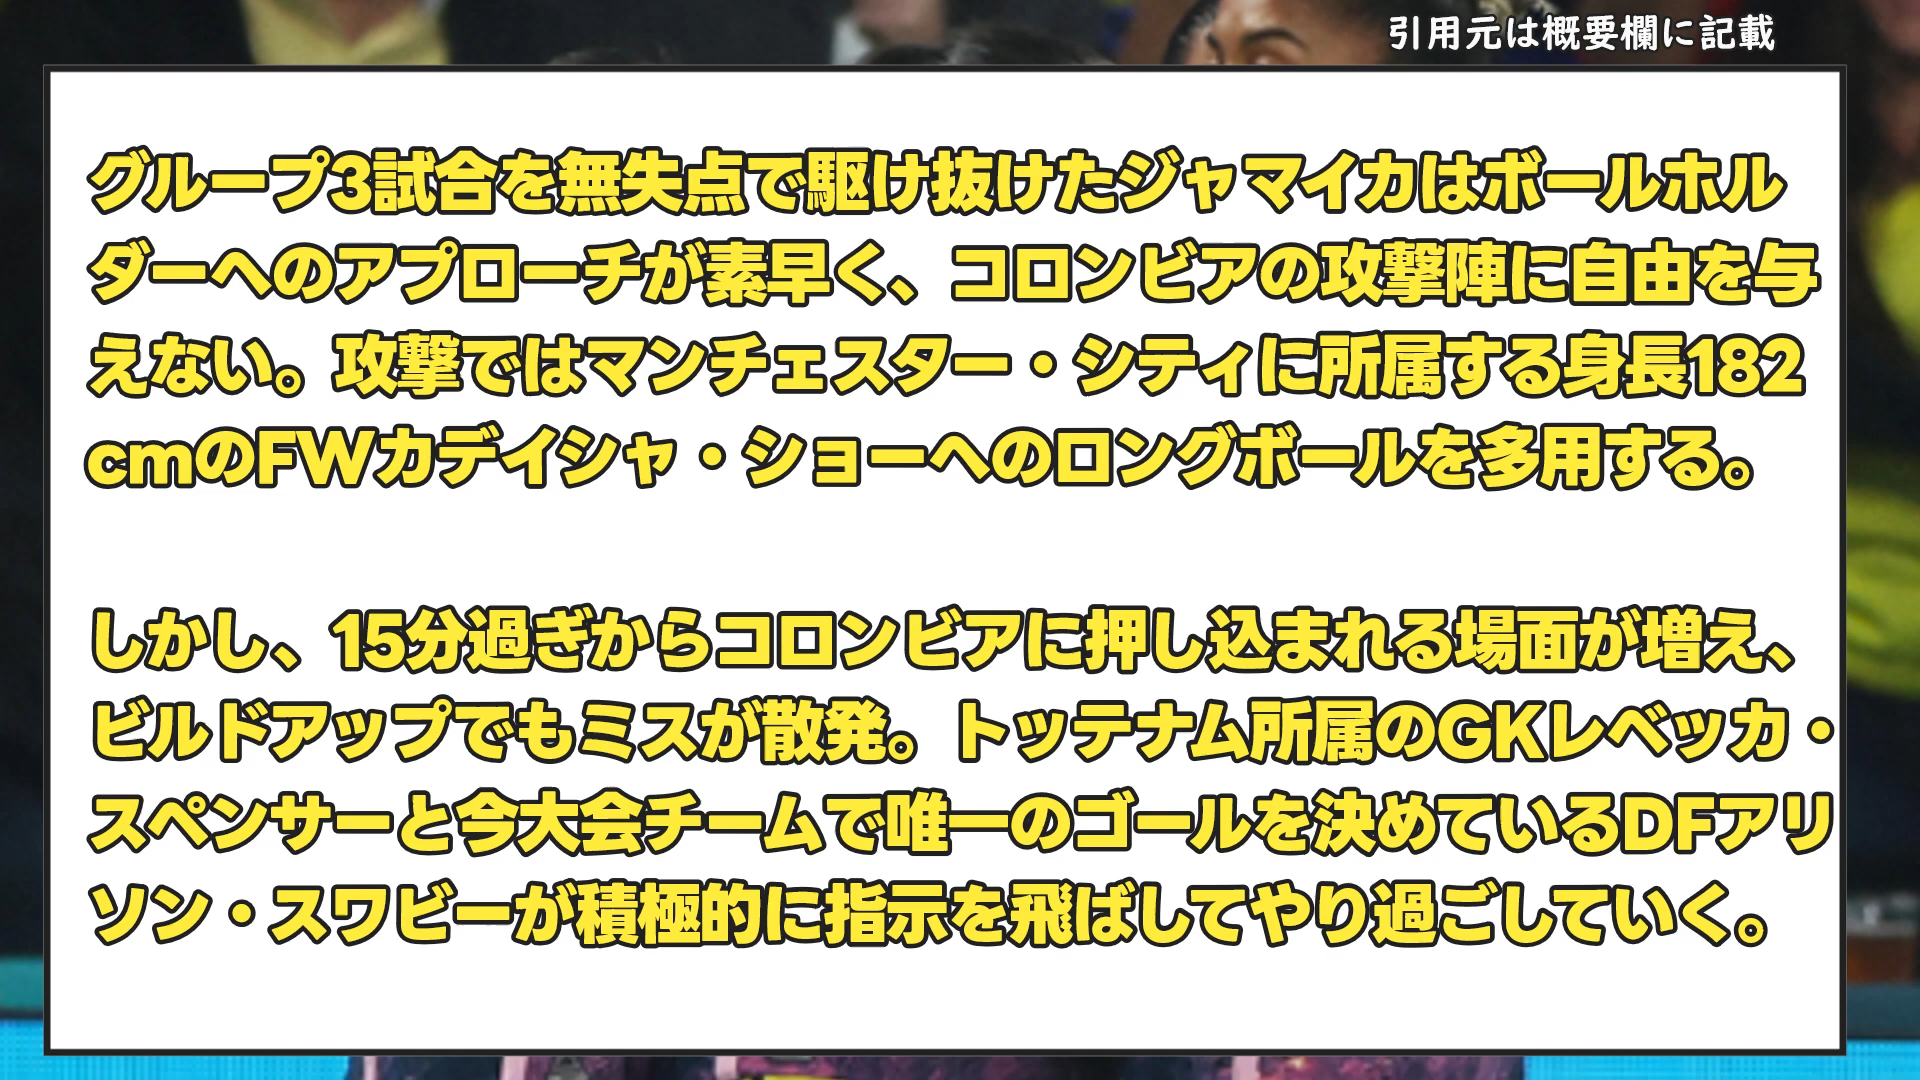 引用元は概要欄に記載
グループ3試合を無失点で駆け抜けたジャマイカはボールホル
ダーへのアプローチが素早く、コロンビアの攻撃陣に自由を与
えない。攻撃ではマンチェスター・シティに所属する身長182
cmのFWカデイシャ・ショーへのロングボールを多用する。
しかし、15分過ぎからコロンビアに押し込まれる場面が増え、
ビルドアップでもミスが散発。トッテナム所属のGKレベッカ・
スペンサーと今大会チームで唯一のゴールを決めているDFアリ
ソン・スワビーが積極的に指示を飛ばしてやり過ごしていく。